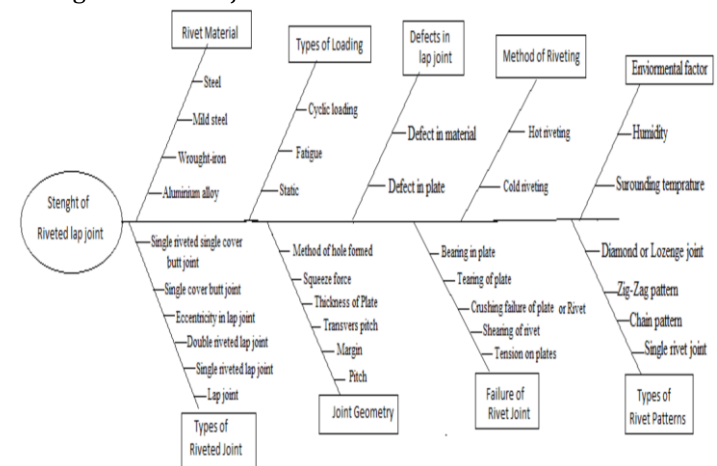 Rivet Material
Steel
Mild steel
Wrought-iron
Aluminium alloy
Types of Loading
Cyclic loading
Fatigue
Static
Defects in
lap joint
Defect in material
Defect in plate
Method of Riveting
Hot riveting
Cold riveting
Enviormental factor
Humidity
Surounding temprature
Stenght of
Riveted lap joint
Single riveted single cover
butt joint
Single cover butt joint
Eccentricity in lap joint
Double riveted lap joint
Single riveted lap joint
Lap joint
Types of
Riveted Joint
Method of hole formed
Squeeze force
Thickness of Plate
Transvers pitch
Margin
Pitch
Joint Geometry
Bearing in plate
Tearing of plate
Crushing failure of plate or Rivet
Shearing of rivet
Tension on plates
Failure of
Rivet Joint
Diamond or Lozenge joint
Zig-Zag pattern
Chain pattern
Single rivet joint
Types of
Rivet Patterns